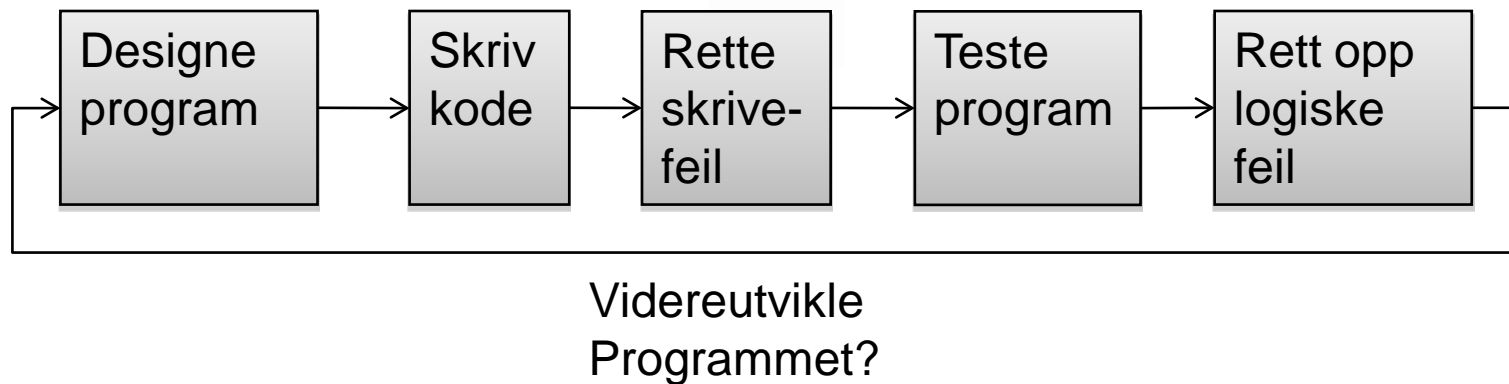 Designe
program
Skriv
kode
Rette
skrive-
feil
Teste
program
Rett opp
logiske
feil
Videreutvikle
Programmet?